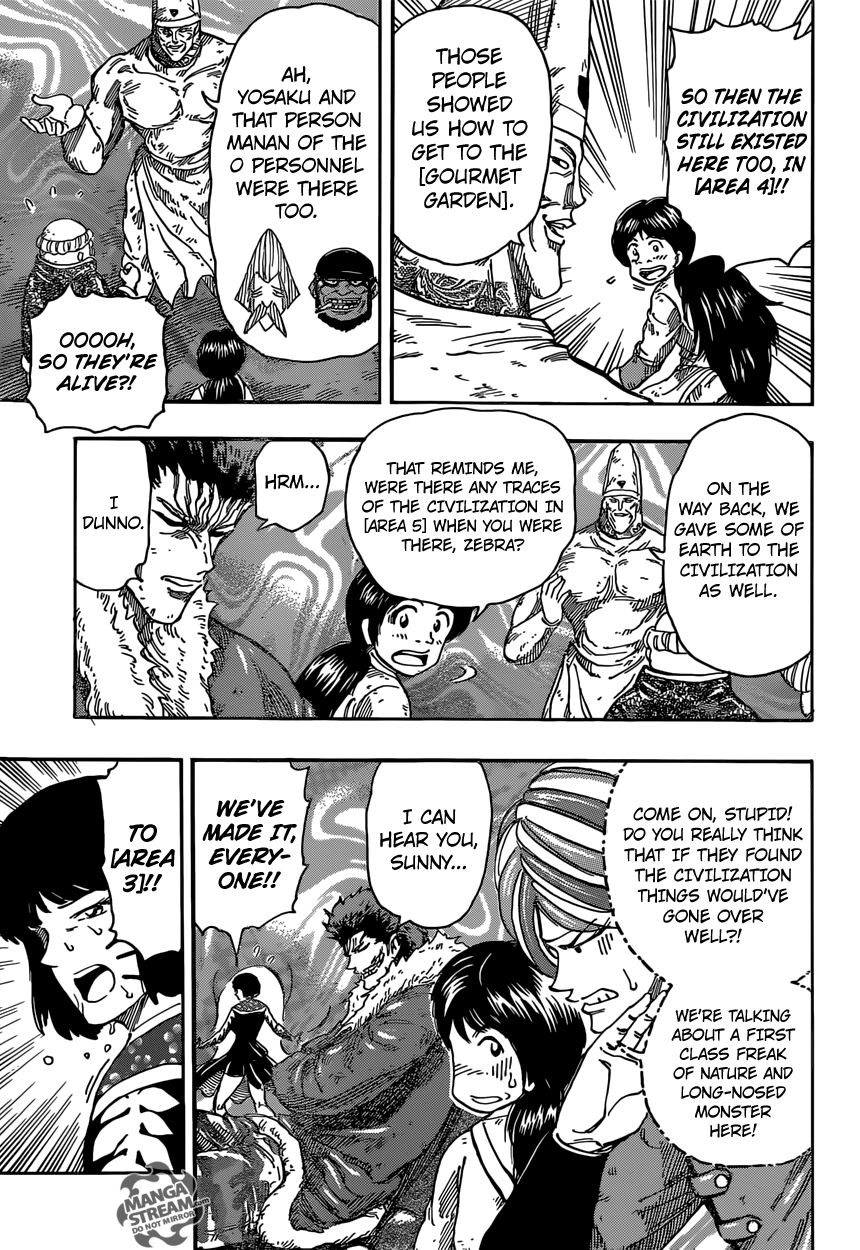 SO THEN THE
CIVILIZATION
STILL EXISTED
HERE TOO, IN
[AREA 4]!!
THOSE
PEOPLE
SHOWED
US HOW TO
GET TO THE
[GOURMET
GARDEN].
AH,
YOSAKU AND
THAT PERSON
MANAN OF THE
0 PERSONNEL
WERE THERE
TOO.
OOOOH,
SO THEY'RE
ALIVE?!
ON THE
WAY BACK, WE
GAVE SOME OF
EARTH TO THE
CIVILIZATION
AS WELL.
THAT REMINDS ME,
WERE THERE ANY TRACES
OF THE CIVILIZATION IN
[AREA 5] WHEN YOU WERE
THERE, ZEBRA?
HRM...
I
DUNNO.
COME ON, STUPID!
DO YOU REALLY THINK
THAT IF THEY FOUND
THE CIVILIZATION
THINGS WOULD'VE
GONE OVER
WELL?!
WE'RE TALKING
ABOUT A FIRST
CLASS FREAK
OF NATURE AND
LONG-NOSED
MONSTER
HERE!
I CAN
HEAR YOU,
SUNNY...
WE'VE
MADE IT,
EVERY-
ONE!!
TO
[AREA
3]!!
MANGA
STREAM.com
DO NOT MIRROR!